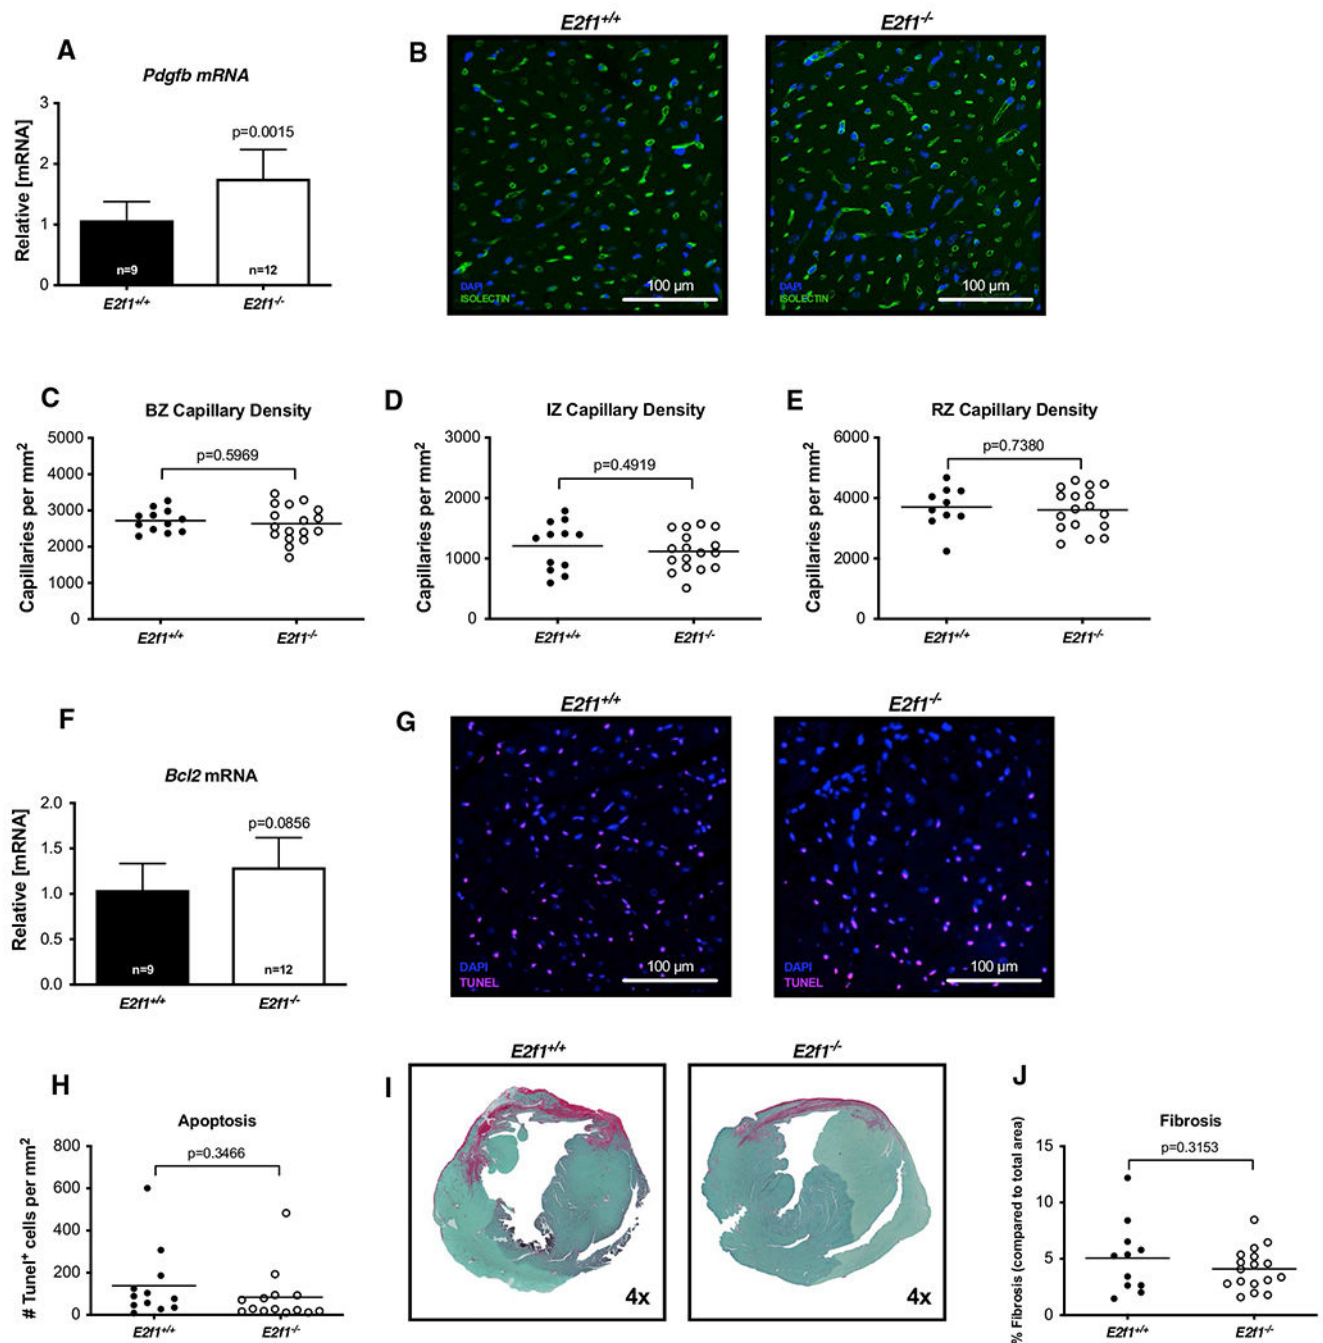 A
Pdgfb mRNA
Relative [mRNA]
3
2
1
0
p=0.0015
n=9
n=12
E2f1+/+
E2f1-/-
B
E2f1+/+
E2f1-/-
DAPI
ISOLECTIN
100 µm
DAPI
ISOLECTIN
100 µm
C
BZ Capillary Density
Capillaries per mm2
5000
4000
3000
2000
1000
0
p=0.5969
E2f1+/+
E2f1-/-
D
IZ Capillary Density
Capillaries per mm2
3000
2000
1000
0
p=0.4919
E2f1+/+
E2f1-/-
E
RZ Capillary Density
Capillaries per mm2
6000
4000
2000
0
p=0.7380
E2f1+/+
E2f1-/-
F
Bcl2 mRNA
Relative [mRNA]
2.0
1.5
1.0
0.5
0.0
p=0.0856
n=9
n=12
E2f1+/+
E2f1-/-
G
E2f1+/+
E2f1-/-
DAPI
TUNEL
100 µm
DAPI
TUNEL
100 µm
H
Apoptosis
# Tunel+ cells per mm2
800
600
400
200
0
p=0.3466
E2f1+/+
E2f1-/-
I
E2f1+/+
E2f1-/-
4x
4x
J
Fibrosis
% Fibrosis (compared to total area)
15
10
5
0
p=0.3153
E2f1+/+
E2f1-/-